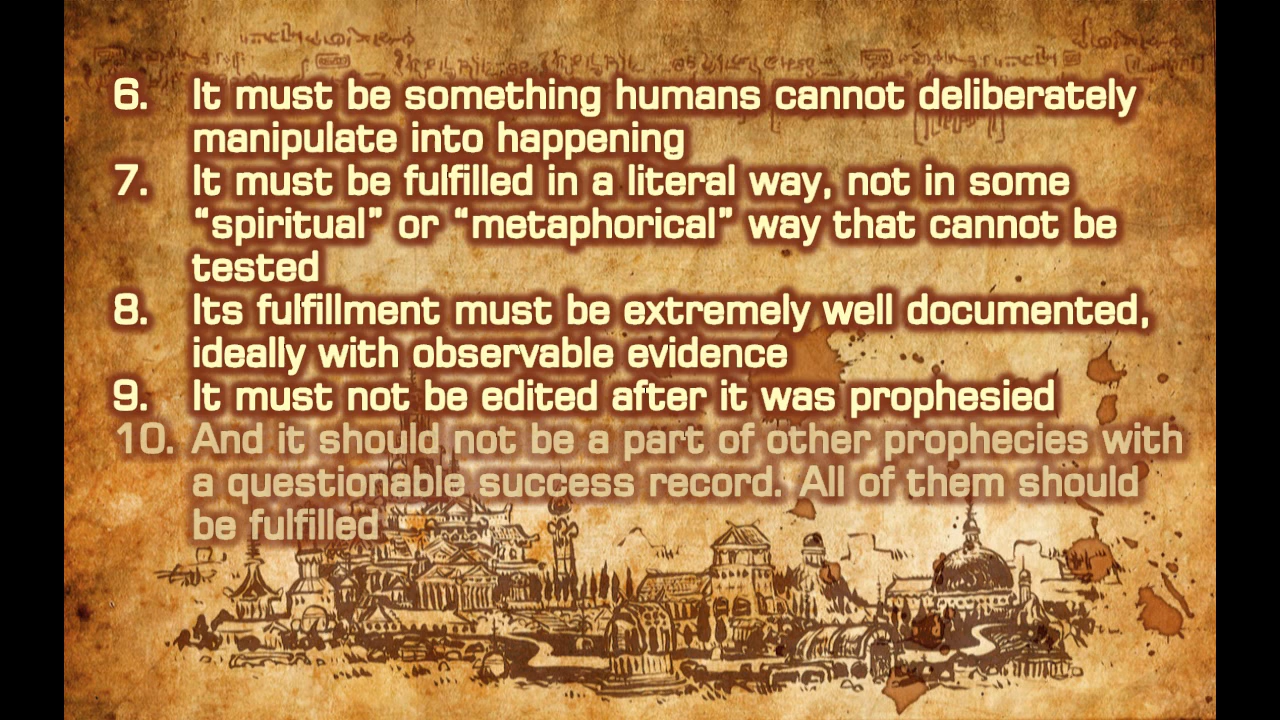 6. It must be something humans cannot deliberately
manipulate into happening
7. It must be fulfilled in a literal way, not in some
“spiritual” or “metaphorical” way that cannot be
tested
8. Its fulfillment must be extremely well documented,
ideally with observable evidence
9. It must not be edited after it was prophesied
10. And it should not be a part of other prophecies with
a questionable success record. All of them should
be fulfilled